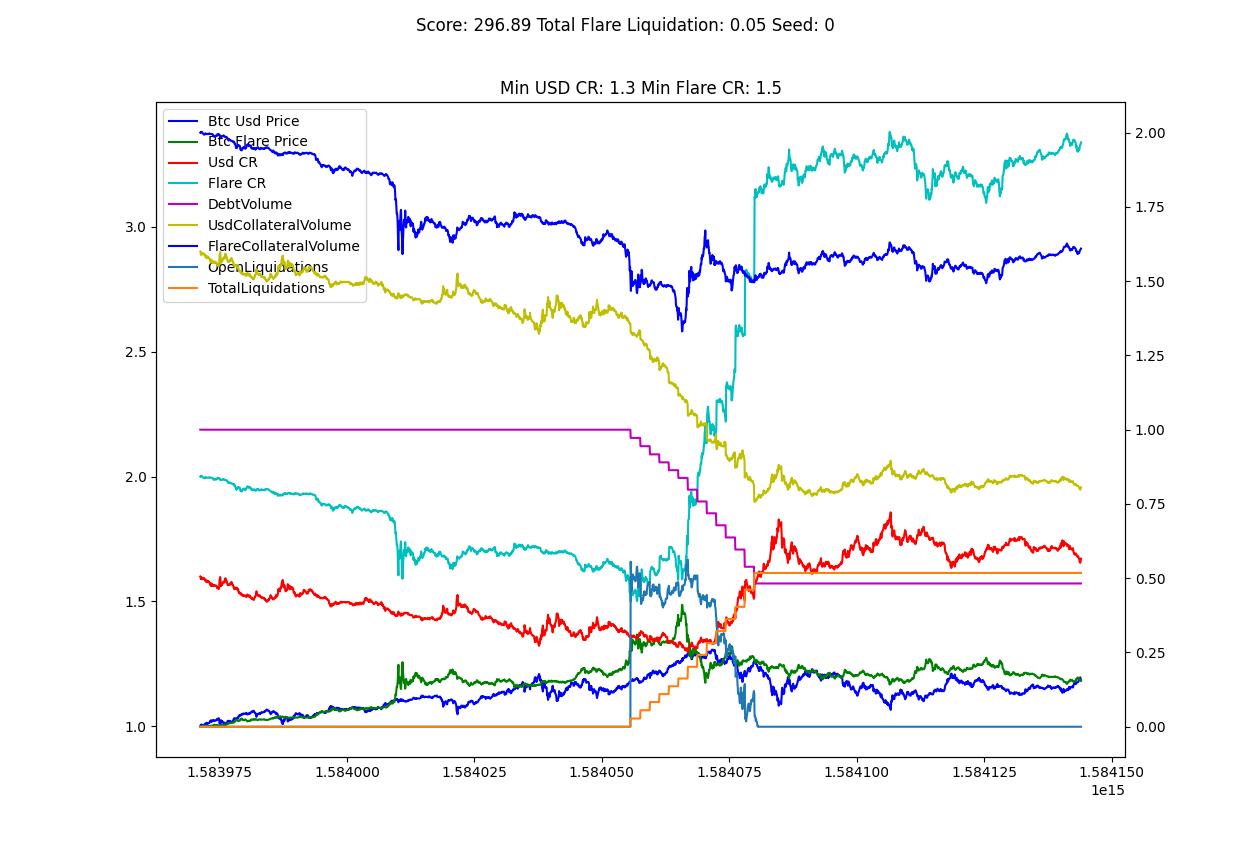 Score: 296.89 Total Flare Liquidation: 0.05 Seed: 0
Min USD CR: 1.3 Min Flare CR: 1.5
Btc Usd Price
Btc Flare Price
Usd CR
Flare CR
DebtVolume
UsdCollateralVolume
FlareCollateralVolume
OpenLiquidations
TotalLiquidations
3.0
2.5
2.0
1.5
1.0
2.00
1.75
1.50
1.25
1.00
0.75
0.50
0.25
0.00
1.583975 1.584000 1.584025 1.584050 1.584075 1.584100 1.584125 1.584150
1e15